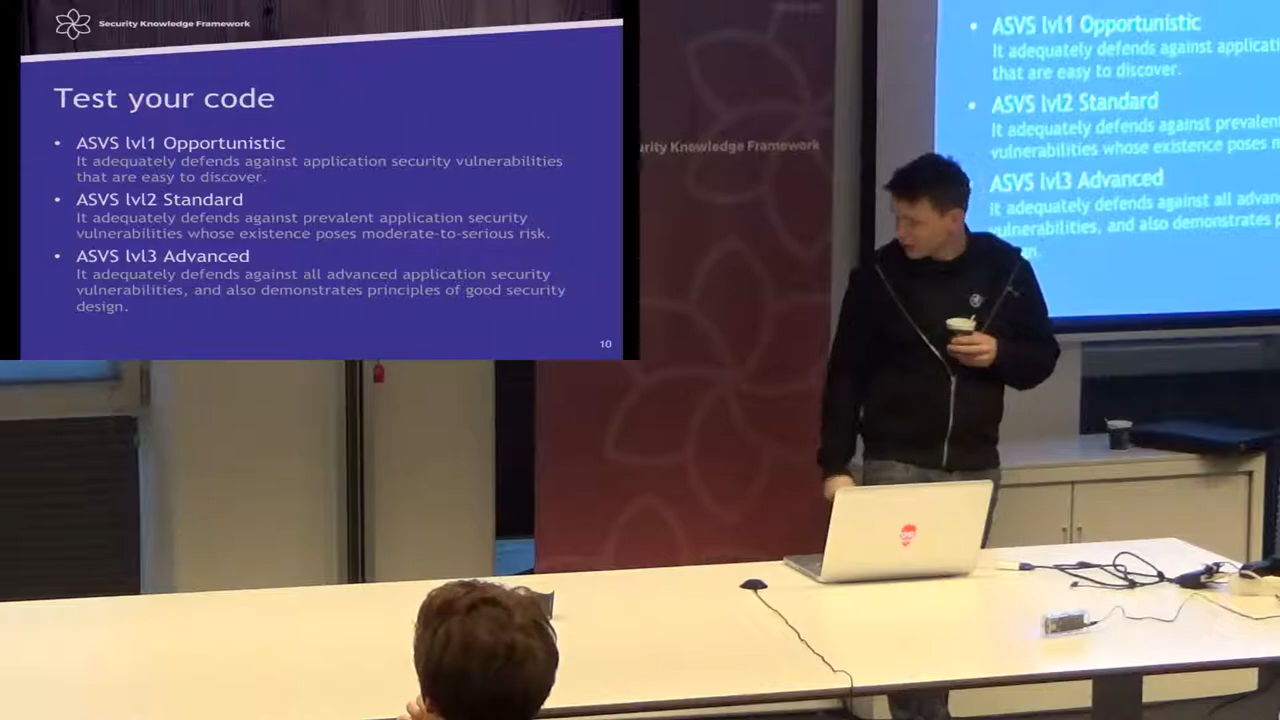 Security Knowledge Framework
Test your code
• ASVS lvl1 Opportunistic
It adequately defends against application security vulnerabilities
that are easy to discover.
• ASVS lvl2 Standard
It adequately defends against prevalent application security
vulnerabilities whose existence poses moderate-to-serious risk.
• ASVS lvl3 Advanced
It adequately defends against all advanced application security
vulnerabilities, and also demonstrates principles of good security
design.
10
urity Knowledge Framework
• ASVS lvl1 Opportunistic
It adequately defends against applicati
that are easy to discover.
• ASVS lvl2 Standard
It adequately defends against prevalen
vulnerabilities whose existence poses m
ASVS lvl3 Advanced
It adequately defends against all advan
vulnerabilities, and also demonstrates p
gn.